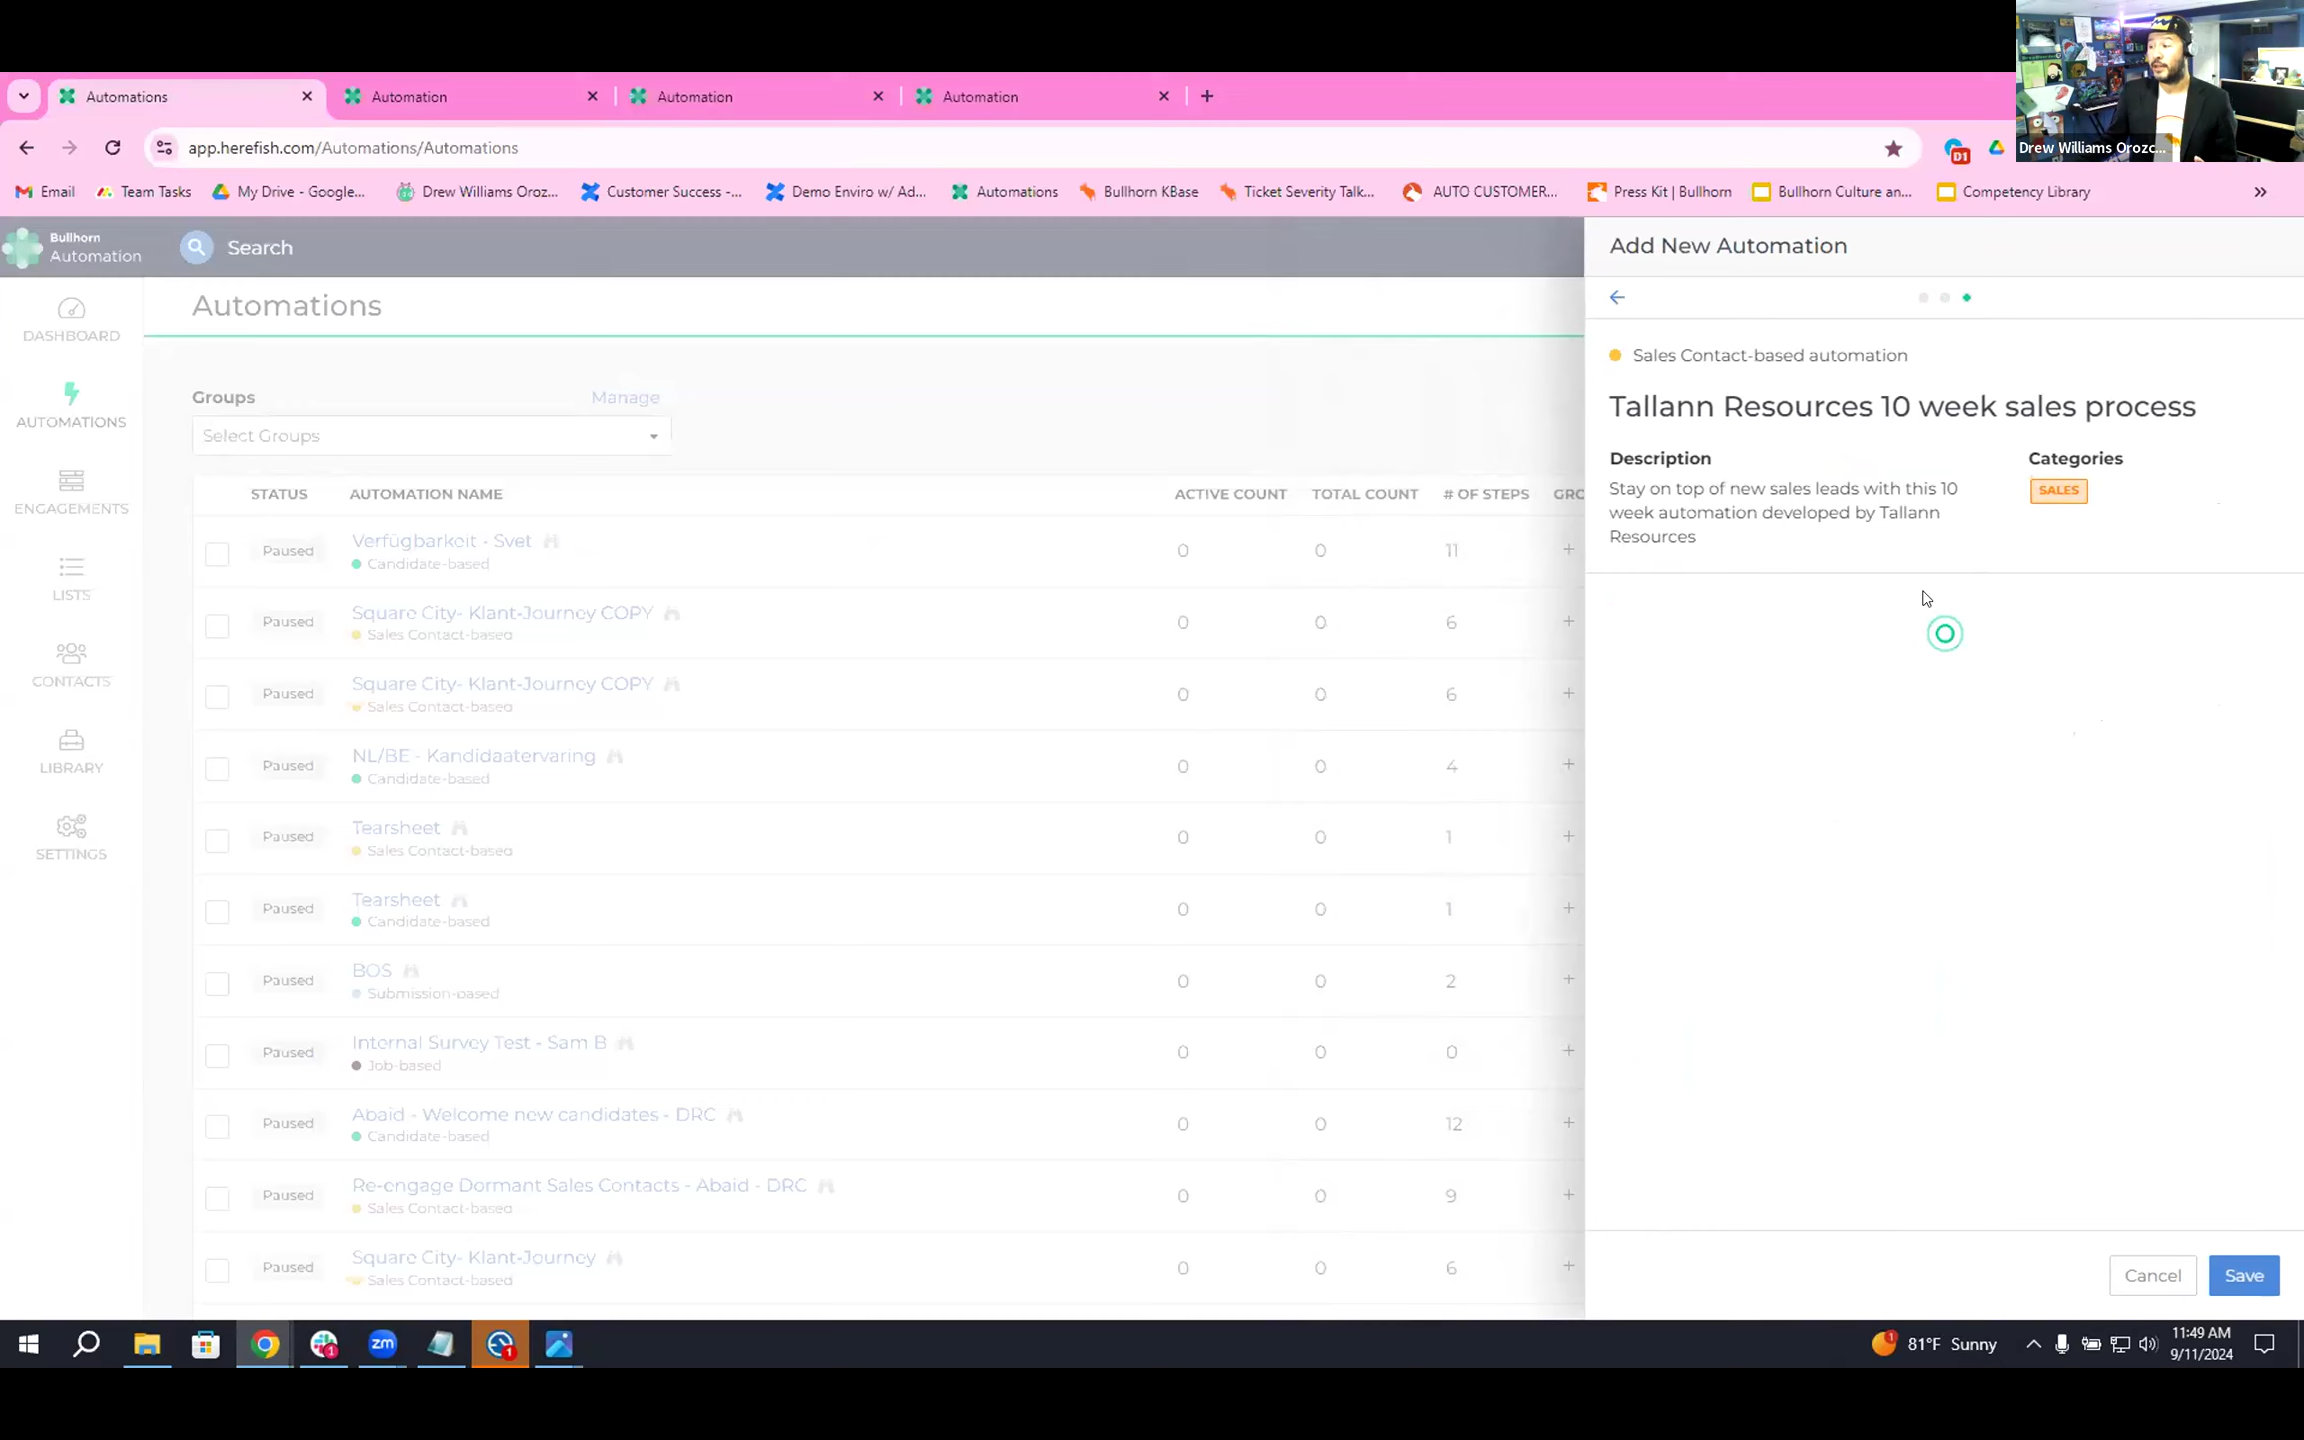 Automations
Automation
Automation
Automation
app.herefish.com/Automations/Automations
D1
Drew Williams Orozc...
Email
Team Tasks
My Drive - Google...
Drew Williams Oroz...
Customer Success -...
Demo Enviro w/ Ad...
Automations
Bullhorn KBase
Ticket Severity Talk...
AUTO CUSTOMER...
Press Kit | Bullhorn
Bullhorn Culture an...
Competency Library
Bullhorn
Automation
Search
DASHBOARD
AUTOMATIONS
ENGAGEMENTS
LISTS
CONTACTS
LIBRARY
SETTINGS
Automations
Groups
Manage
Select Groups
STATUS AUTOMATION NAME ACTIVE COUNT TOTAL COUNT # OF STEPS GRO
Paused Verfügbarkeit - Svet 0 0 11 +
Candidate-based
Paused Square City- Klant-Journey COPY 0 0 6 +
Sales Contact-based
Paused Square City- Klant-Journey COPY 0 0 6 +
Sales Contact-based
Paused NL/BE - Kandidaatervaring 0 0 4 +
Candidate-based
Paused Tearsheet 0 0 1 +
Sales Contact-based
Paused Tearsheet 0 0 1 +
Candidate-based
Paused BOS 0 0 2 +
Submission-based
Paused Internal Survey Test - Sam B 0 0 0 +
Job-based
Paused Abaid - Welcome new candidates - DRC 0 0 12 +
Candidate-based
Paused Re-engage Dormant Sales Contacts - Abaid - DRC 0 0 9 +
Sales Contact-based
Paused Square City- Klant-Journey 0 0 6 +
Sales Contact-based
Add New Automation
Sales Contact-based automation
Tallann Resources 10 week sales process
Description
Stay on top of new sales leads with this 10
week automation developed by Tallann
Resources
Categories
SALES
Cancel
Save
1
zm
1
1
81°F Sunny
11:49 AM
9/11/2024